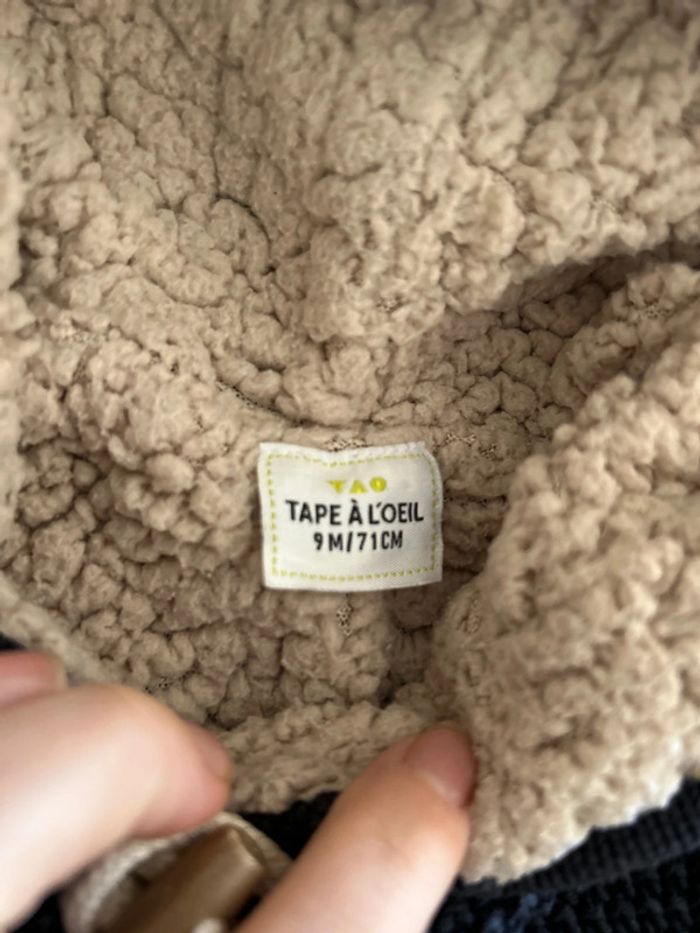 TAO
TAPE À L'OEIL
9M/71CM